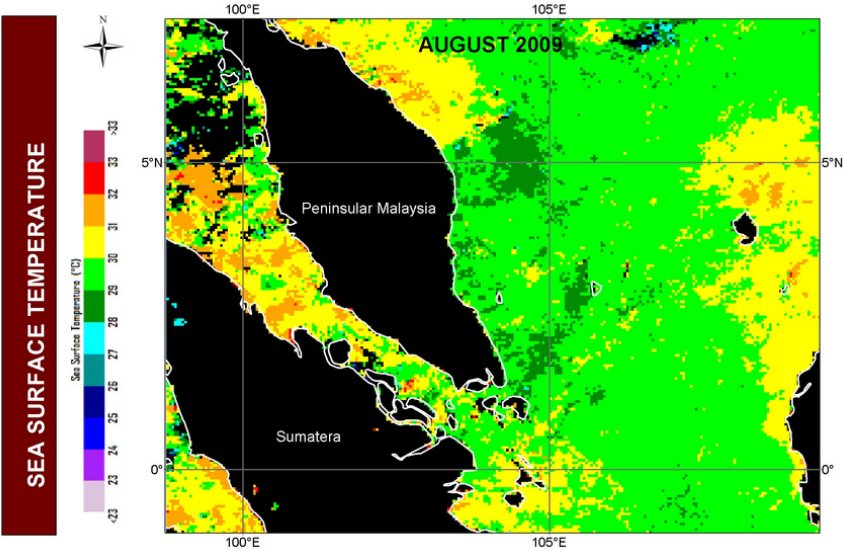 100°E
105°E
N
AUGUST 2009
SEA SURFACE TEMPERATURE
Sea Surface Temperature (°C)
>33
33
32
31
30
29
28
27
26
25
24
23
<23
5°N
5°N
Peninsular Malaysia
Sumatera
0°
0°
100°E
105°E